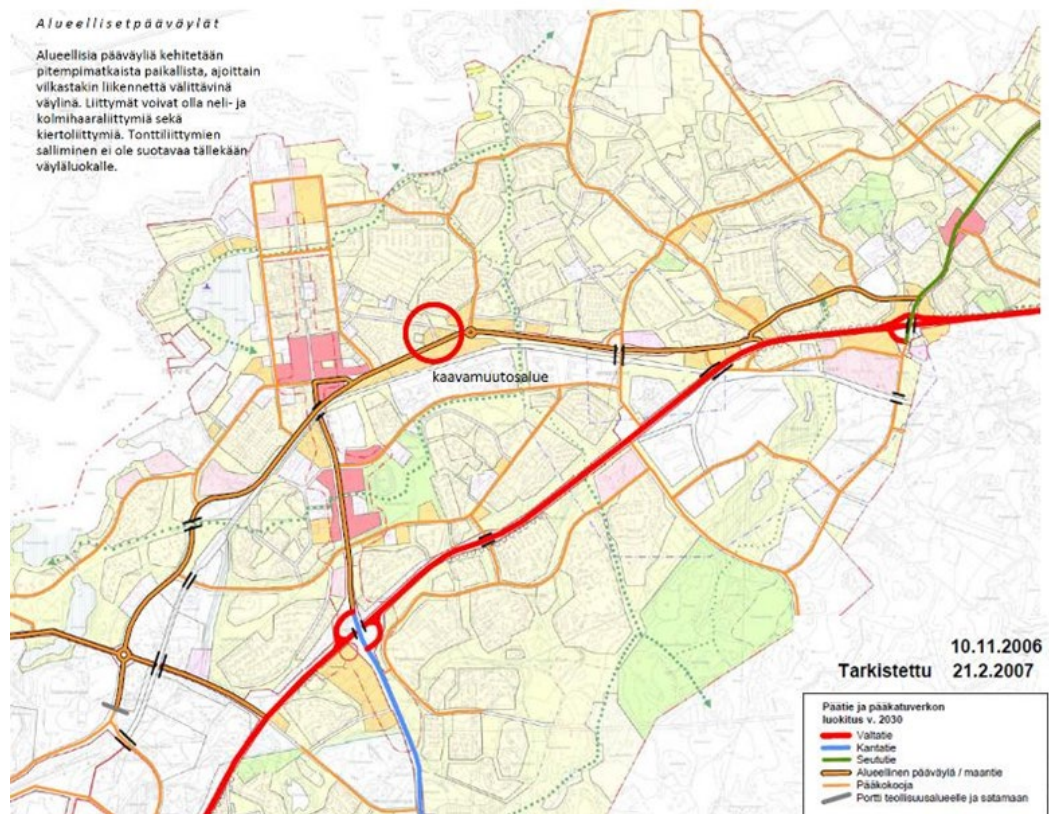 Alueellisetpääväylät
Alueellisia pääväyliä kehitetään
pitempimatkaista paikallista, ajoittain
vilkastakin liikennettä välittävinä
väylinä. Liittymät voivat olla neli- ja
kolmihaaraliittymiä sekä
kiertoliittymiä. Tonttiliittymien
salliminen ei ole suotavaa tällekään
väyläluokalle.
kaavamuutosalue
10.11.2006
Tarkistettu 21.2.2007
Päätie ja pääkatuverkon
luokitus v. 2030
Valtatie
Kantatie
Seututie
Alueellinen pääväylä / maantie
Pääkokooja
Portti teollisuusalueelle ja satamaan